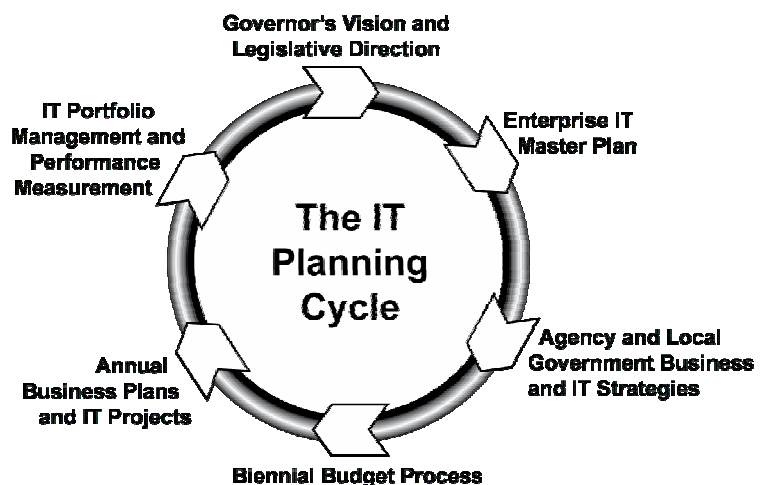 Governor's Vision and
Legislative Direction
Enterprise IT
Master Plan
Agency and Local
Government Business
and IT Strategies
Biennial Budget Process
Annual
Business Plans
and IT Projects
IT Portfolio
Management and
Performance
Measurement
The IT
Planning
Cycle